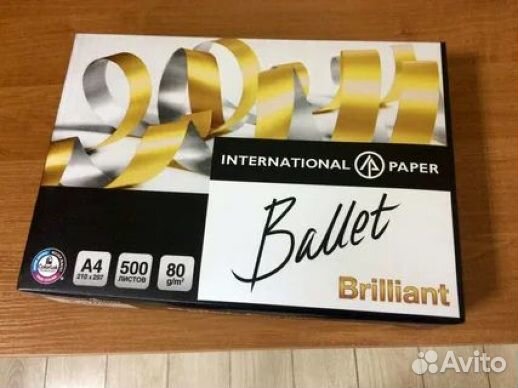 INTERNATIONAL PAPER
Ballet
Brilliant
A4 500 80
210 x 297 ЛИСТОВ g/m²
Avito